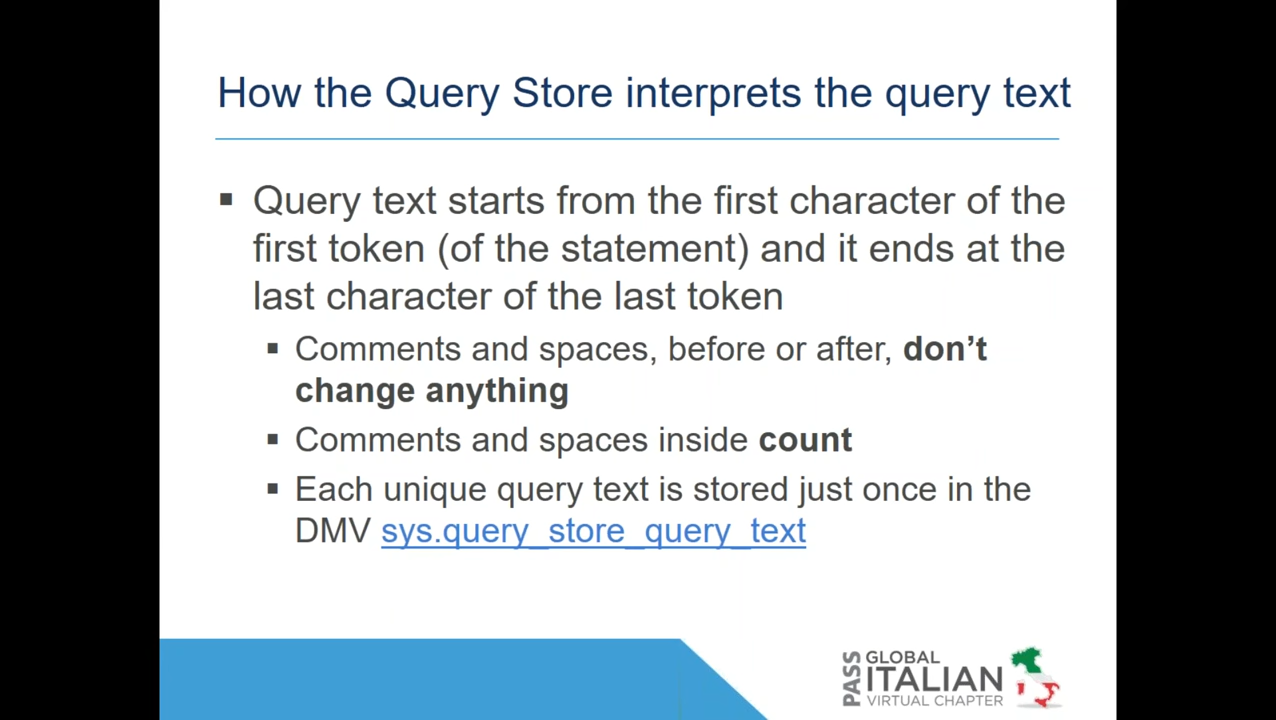 How the Query Store interprets the query text
▪ Query text starts from the first character of the
first token (of the statement) and it ends at the
last character of the last token
▪ Comments and spaces, before or after, don’t
change anything
▪ Comments and spaces inside count
▪ Each unique query text is stored just once in the
DMV sys.query_store_query_text
PASS
GLOBAL
ITALIAN
VIRTUAL CHAPTER